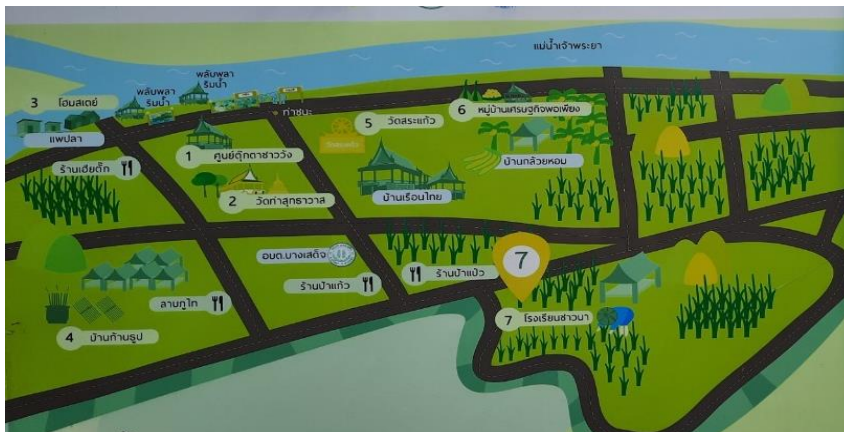 แม่น้ำเจ้าพระยา
พลับพลา
ริมน้ำ
พลับพลา
ริมน้ำ
3 โฮมสเตย์
แพปลา
ท่าชนะ
5 วัดสระแก้ว
6 หมู่บ้านเศรษฐกิจพอเพียง
1 ศูนย์ตุ๊กตาชาววัง
ร้านเฮียตั๊ก
บ้านกล้วยหอม
2 วัดท่าสุทธาวาส
บ้านเรือนไทย
อบต.บางเสด็จ
7
ร้านป้าแก้ว
ร้านป้าแป๋ว
ลาบภูไท
7 โรงเรียนชาวนา
4 บ้านก้านธูป